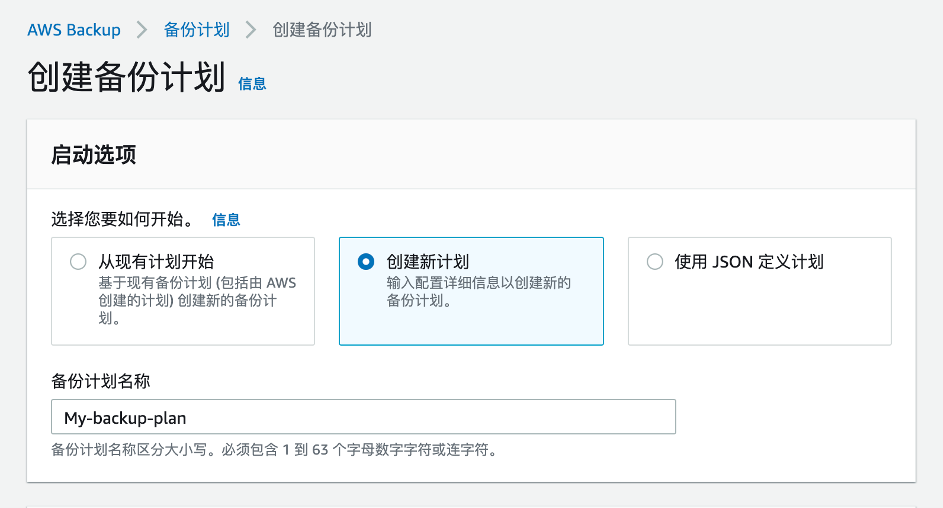 AWS Backup > 备份计划 > 创建备份计划
创建备份计划 信息
启动选项
选择您要如何开始。 信息
从现有计划开始
基于现有备份计划 (包括由 AWS
创建的计划) 创建新的备份计
划。
创建新计划
输入配置详细信息以创建新的
备份计划。
使用 JSON 定义计划
备份计划名称
My-backup-plan
备份计划名称区分大小写。必须包含 1 到 63 个字母数字字符或连字符。